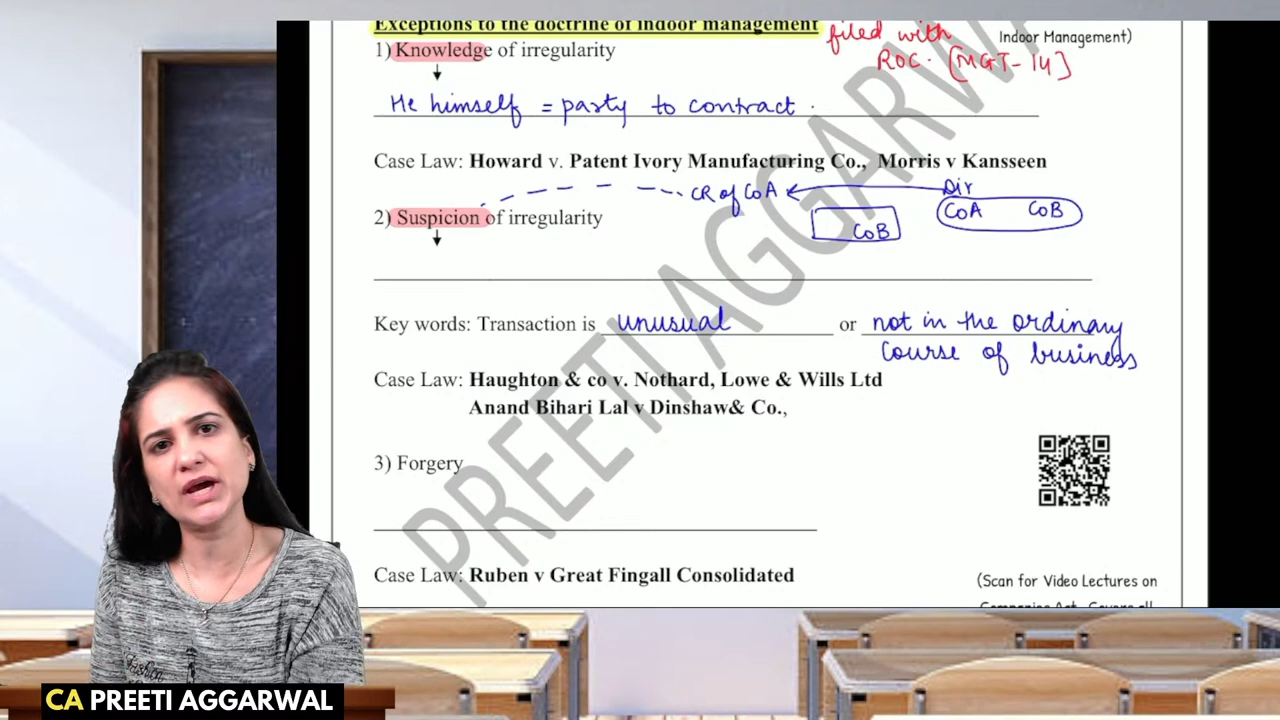 Exceptions to the doctrine of indoor management
filed with
ROC. [MGT-14]
Indoor Management)
1) Knowledge of irregularity
He himself = party to contract.
Case Law: Howard v. Patent Ivory Manufacturing Co., Morris v Kansseen
CR of CoA
Dir
CoA CoB
CoB
2) Suspicion of irregularity
Key words: Transaction is unusual or not in the ordinary
course of business
Case Law: Haughton & co v. Nothard, Lowe & Wills Ltd
Anand Bihari Lal v Dinshaw& Co.,
3) Forgery
Case Law: Ruben v Great Fingall Consolidated
(Scan for Video Lectures on
PREETI AGGARWA
CA PREETI AGGARWAL